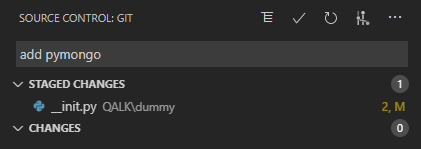 SOURCE CONTROL: GIT
add pymongo
STAGED CHANGES 1
__init.py QALK\dummy 2, M
CHANGES 0